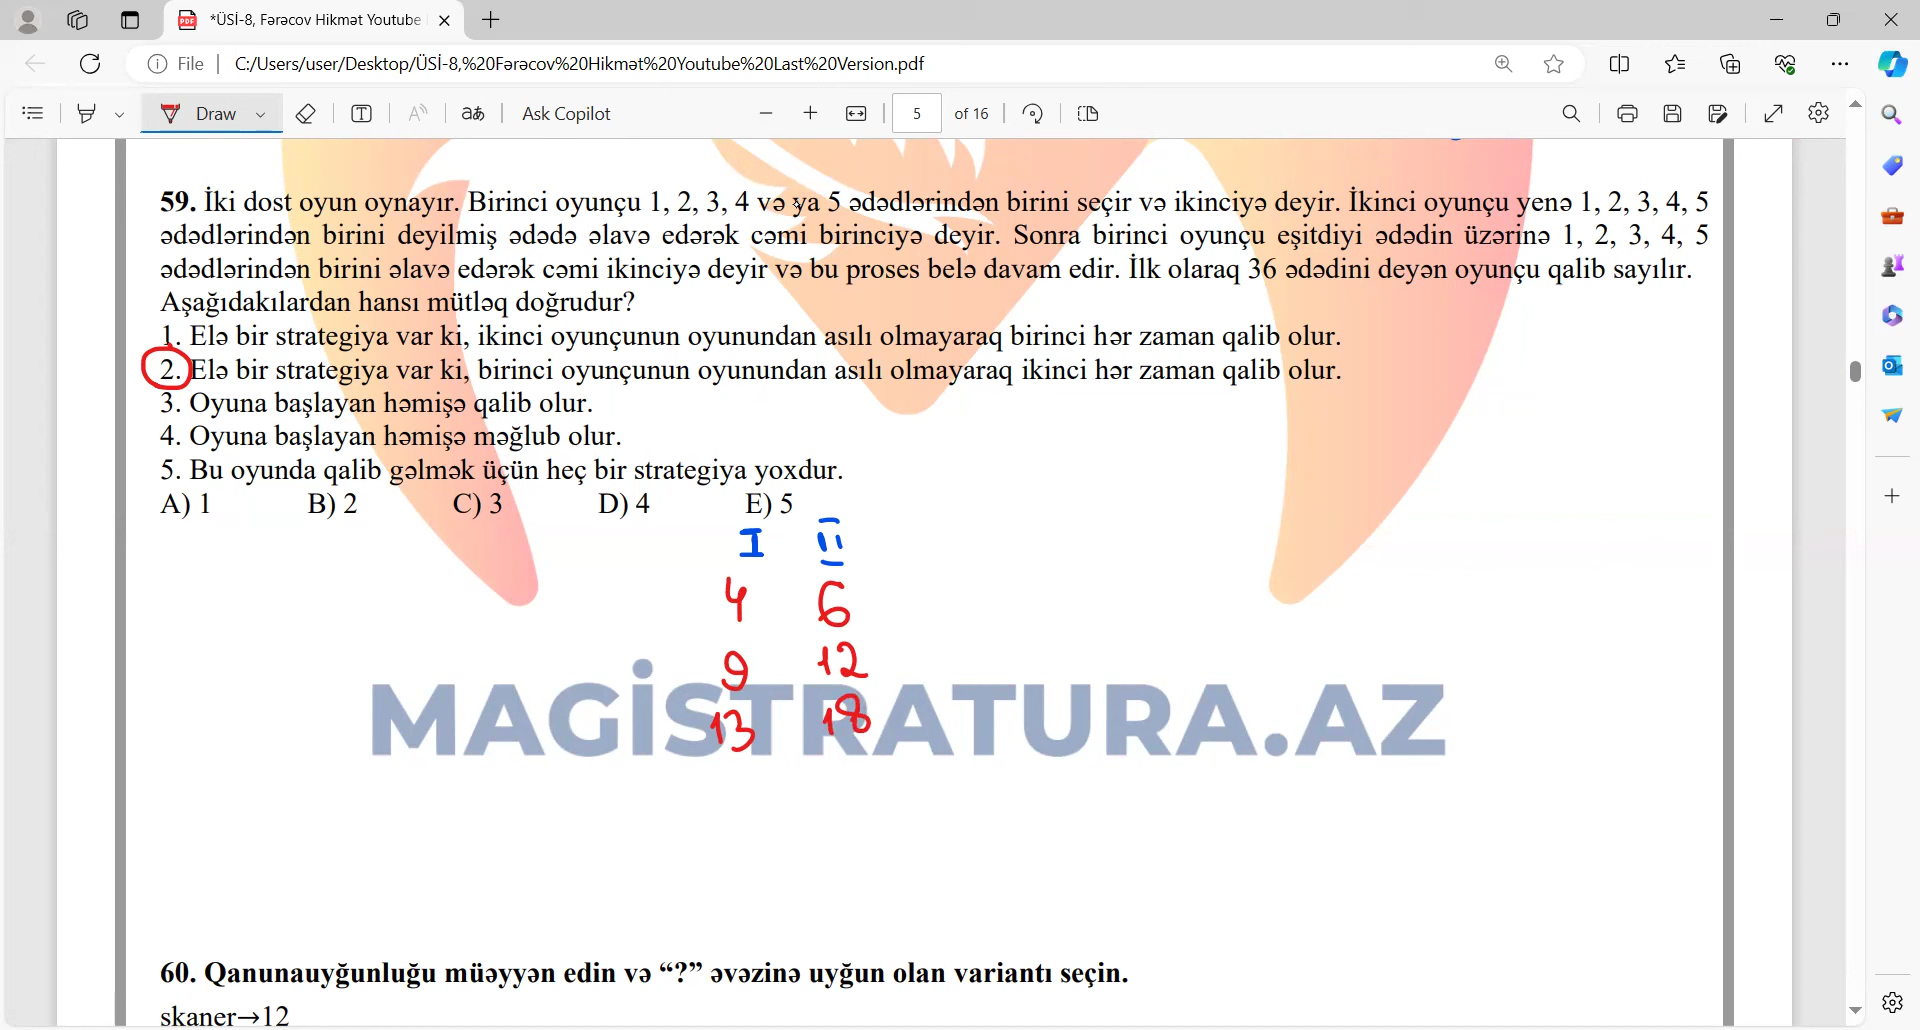 *ÜSİ-8, Fərəcov Hikmət Youtube
File
C:/Users/user/Desktop/ÜSİ-8,%20Fərəcov%20Hikmət%20Youtube%20Last%20Version.pdf
Draw
aあ
Ask Copilot
5 of 16
59. İki dost oyun oynayır. Birinci oyunçu 1, 2, 3, 4 və ya 5 ədədlərindən birini seçir və ikinciyə deyir. İkinci oyunçu yenə 1, 2, 3, 4, 5
ədədlərindən birini deyilmiş ədədə əlavə edərək cəmi birinciyə deyir. Sonra birinci oyunçu eşitdiyi ədədin üzərinə 1, 2, 3, 4, 5
ədədlərindən birini əlavə edərək cəmi ikinciyə deyir və bu proses belə davam edir. İlk olaraq 36 ədədini deyən oyunçu qalib sayılır.
Aşağıdakılardan hansı mütləq doğrudur?
1. Elə bir strategiya var ki, ikinci oyunçunun oyunundan asılı olmayaraq birinci hər zaman qalib olur.
2. Elə bir strategiya var ki, birinci oyunçunun oyunundan asılı olmayaraq ikinci hər zaman qalib olur.
3. Oyuna başlayan həmişə qalib olur.
4. Oyuna başlayan həmişə məğlub olur.
5. Bu oyunda qalib gəlmək üçün heç bir strategiya yoxdur.
A) 1 B) 2 C) 3 D) 4 E) 5
I II
4 6
9 12
13 18
MAGİSTRATURA.AZ
60. Qanunauyğunluğu müəyyən edin və “?” əvəzinə uyğun olan variantı seçin.
skaner→12